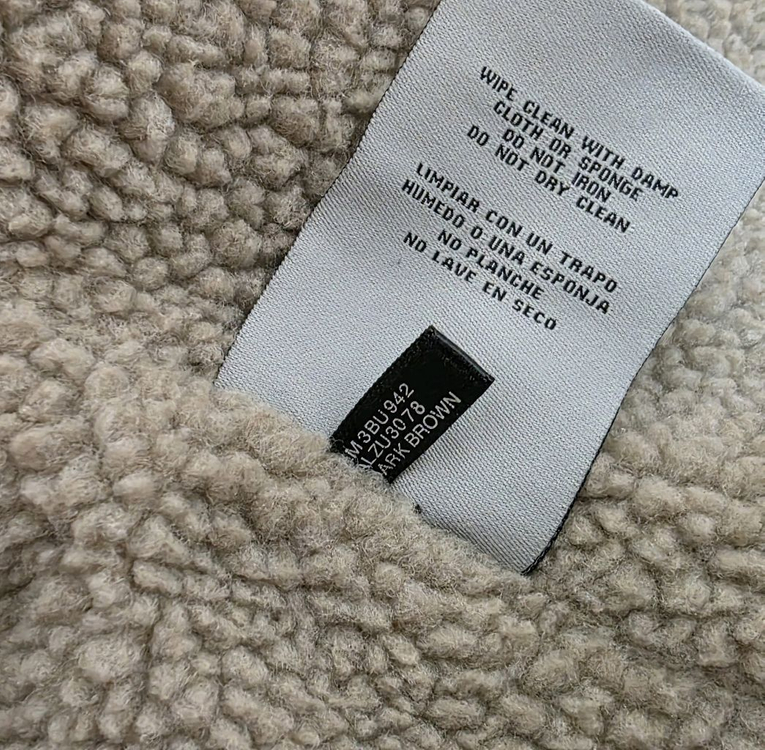 WIPE CLEAN WITH DAMP
CLOTH OR SPONGE
DO NOT IRON
DO NOT DRY CLEAN
LIMPIAR CON UN TRAPO
HUMEDO O UNA ESPONJA
NO PLANCHE
NO LAVE EN SECO
M3BU942
ZU3078
ARK BROWN